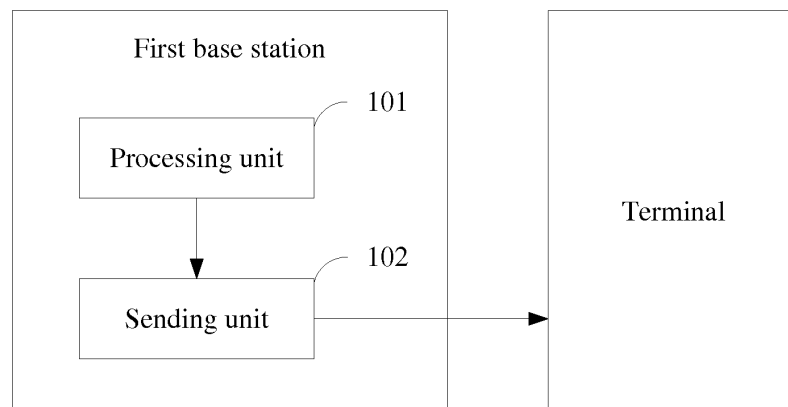 First base station
101
Processing unit
Terminal
102
Sending unit